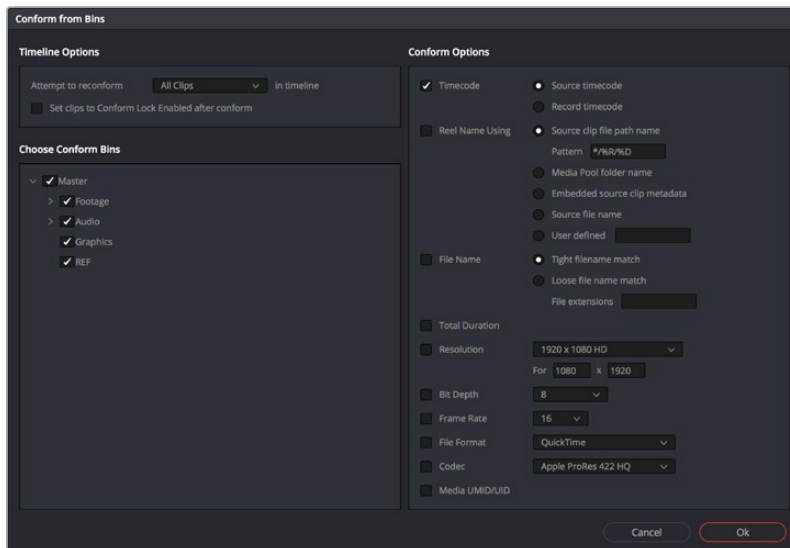 Conform from Bins
Timeline Options
Attempt to reconform All Clips in timeline
Set clips to Conform Lock Enabled after conform
Choose Conform Bins
Master
Footage
Audio
Graphics
REF
Conform Options
Timecode Source timecode
Record timecode
Reel Name Using Source clip file path name
Pattern */%R/%D
Media Pool folder name
Embedded source clip metadata
Source file name
User defined
File Name Tight filename match
Loose file name match
File extensions
Total Duration
Resolution 1920 x 1080 HD
For 1080 x 1920
Bit Depth 8
Frame Rate 16
File Format QuickTime
Codec Apple ProRes 422 HQ
Media UMID/UID
Cancel Ok